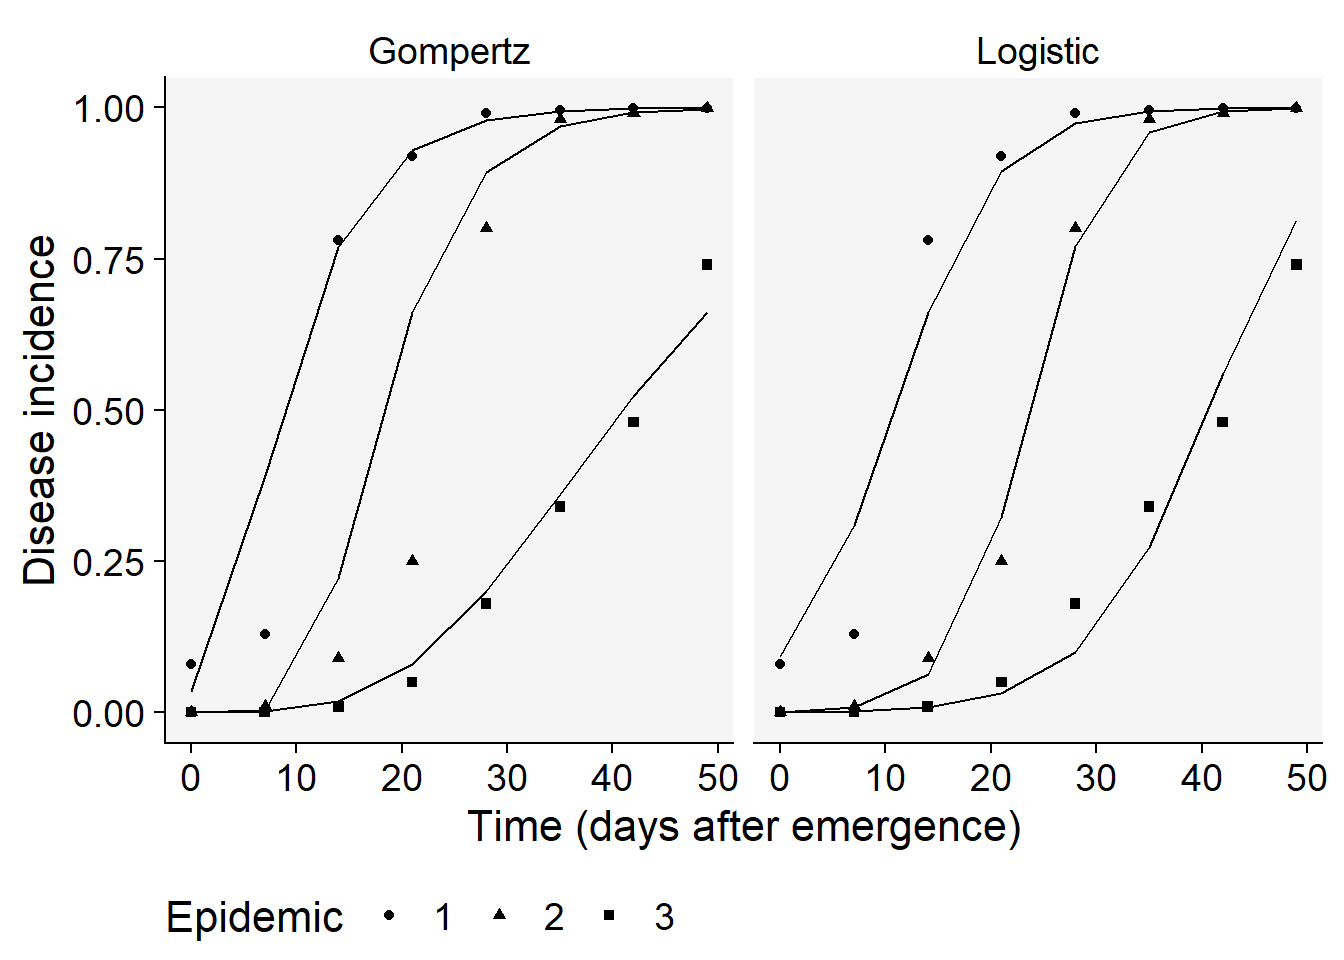 Gompertz Logistic
1.00
0.75
0.50
0.25
0.00
Disease incidence
0 10 20 30 40 50 0 10 20 30 40 50
Time (days after emergence)
Epidemic 1 2 3